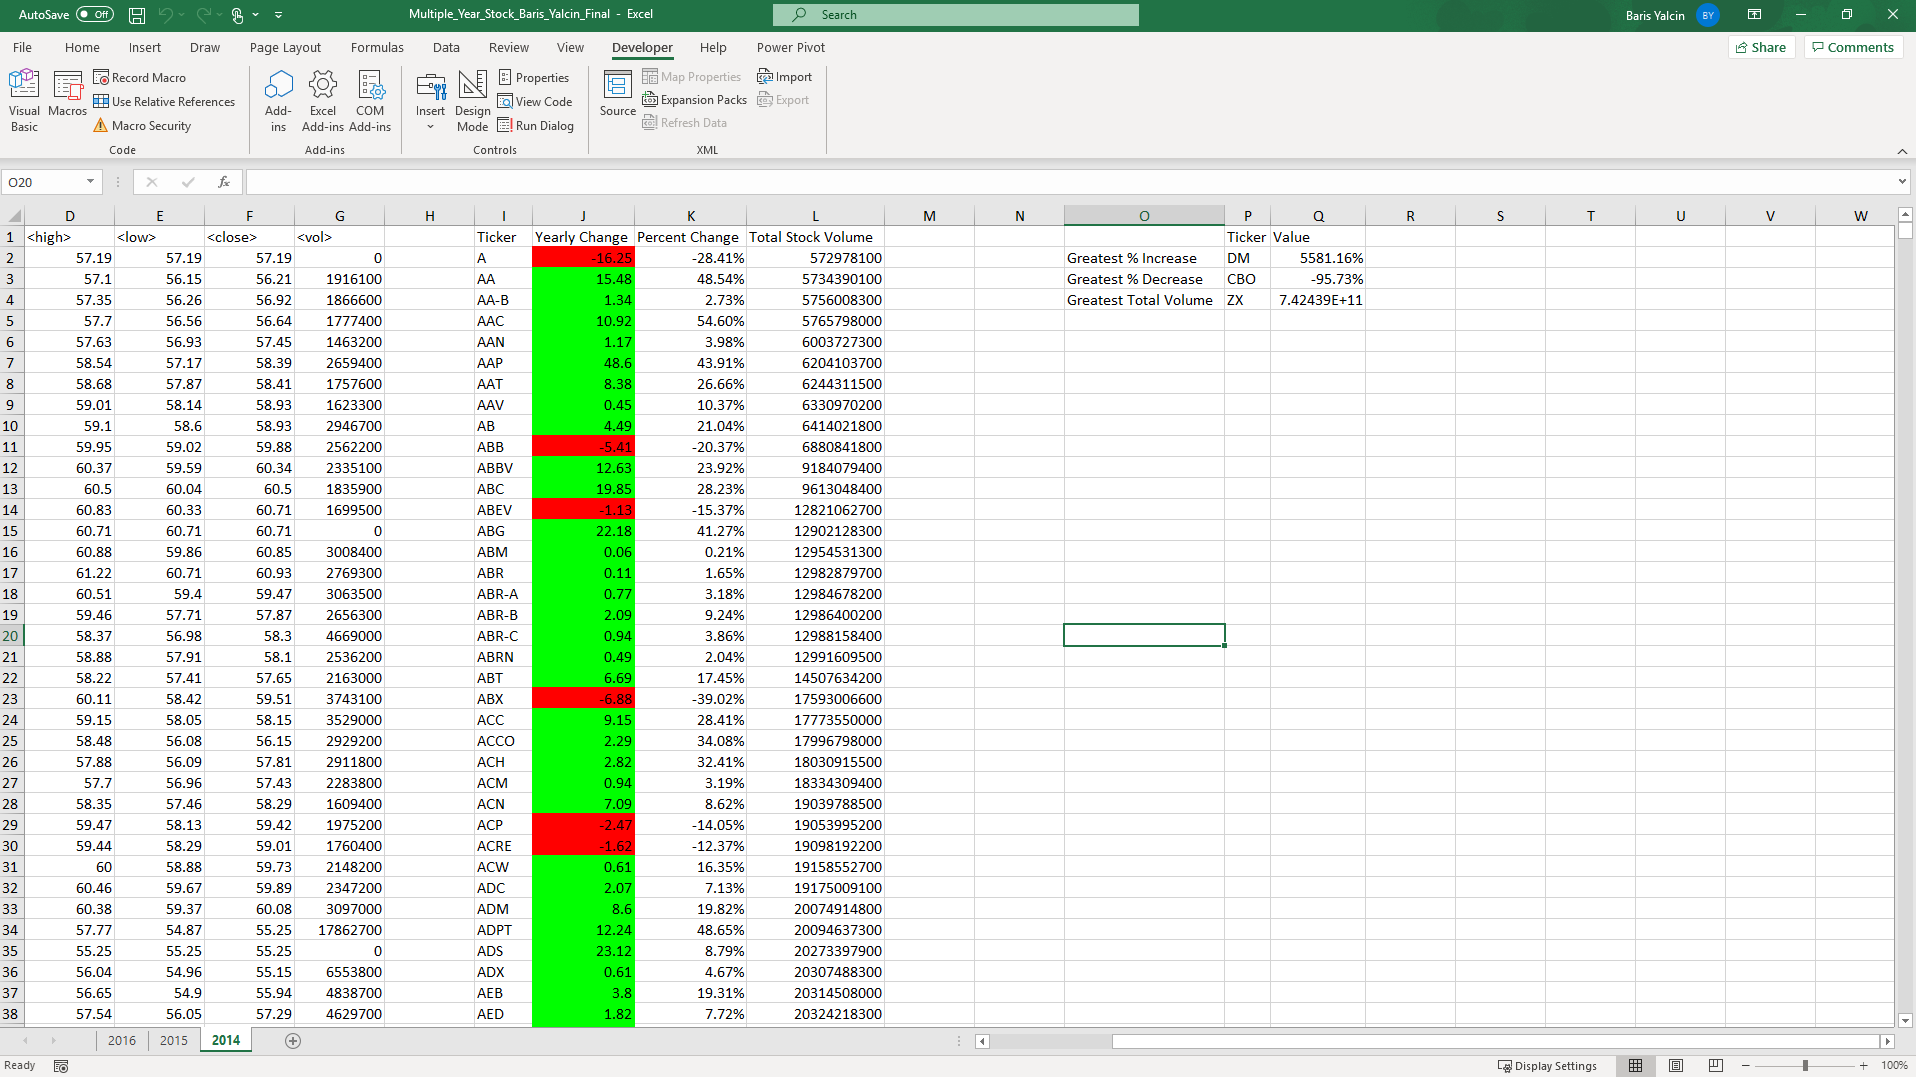 AutoSave Off Multiple_Year_Stock_Baris_Yalcin_Final - Excel Search Baris Yalcin BY
File Home Insert Draw Page Layout Formulas Data Review View Developer Help Power Pivot Share Comments
Visual Basic Macros Record Macro Use Relative References Macro Security Code
Add-ins Excel Add-ins COM Add-ins Add-ins
Insert Design Mode Properties View Code Run Dialog Controls
Source Map Properties Expansion Packs Refresh Data Import Export XML
O20 fx
D E F G H I J K L M N O P Q R S T U V W
1 <high> <low> <close> <vol> Ticker Yearly Change Percent Change Total Stock Volume Ticker Value
2 57.19 57.19 57.19 0 A -16.25 -28.41% 572978100 Greatest % Increase DM 5581.16%
3 57.1 56.15 56.21 1916100 AA 15.48 48.54% 5734390100 Greatest % Decrease CBO -95.73%
4 57.35 56.26 56.92 1866600 AA-B 1.34 2.73% 5756008300 Greatest Total Volume ZX 7.42439E+11
5 57.7 56.56 56.64 1777400 AAC 10.92 54.60% 5765798000
6 57.63 56.93 57.45 1463200 AAN 1.17 3.98% 6003727300
7 58.54 57.17 58.39 2659400 AAP 48.6 43.91% 6204103700
8 58.68 57.87 58.41 1757600 AAT 8.38 26.66% 6244311500
9 59.01 58.14 58.93 1623300 AAV 0.45 10.37% 6330970200
10 59.1 58.6 58.93 2946700 AB 4.49 21.04% 6414021800
11 59.95 59.02 59.88 2562200 ABB -5.41 -20.37% 6880841800
12 60.37 59.59 60.34 2335100 ABBV 12.63 23.92% 9184079400
13 60.5 60.04 60.5 1835900 ABC 19.85 28.23% 9613048400
14 60.83 60.33 60.71 1699500 ABEV -1.13 -15.37% 12821062700
15 60.71 60.71 60.71 0 ABG 22.18 41.27% 12902128300
16 60.88 59.86 60.85 3008400 ABM 0.06 0.21% 12954531300
17 61.22 60.71 60.93 2769300 ABR 0.11 1.65% 12982879700
18 60.51 59.4 59.47 3063500 ABR-A 0.77 3.18% 12984678200
19 59.46 57.71 57.87 2656300 ABR-B 2.09 9.24% 12986400200
20 58.37 56.98 58.3 4669000 ABR-C 0.94 3.86% 12988158400
21 58.88 57.91 58.1 2536200 ABRN 0.49 2.04% 12991609500
22 58.22 57.41 57.65 2163000 ABT 6.69 17.45% 14507634200
23 60.11 58.42 59.51 3743100 ABX -6.88 -39.02% 17593006600
24 59.15 58.05 58.15 3529000 ACC 9.15 28.41% 17773550000
25 58.48 56.08 56.15 2929200 ACCO 2.29 34.08% 17996798000
26 57.88 56.09 57.81 2911800 ACH 2.82 32.41% 18030915500
27 57.7 56.96 57.43 2283800 ACM 0.94 3.19% 18334309400
28 58.35 57.46 58.29 1609400 ACN 7.09 8.62% 19039788500
29 59.47 58.13 59.42 1975200 ACP -2.47 -14.05% 19053995200
30 59.44 58.29 59.01 1760400 ACRE -1.62 -12.37% 19098192200
31 60 58.88 59.73 2148200 ACW 0.61 16.35% 19158552700
32 60.46 59.67 59.89 2347200 ADC 2.07 7.13% 19175009100
33 60.38 59.37 60.08 3097000 ADM 8.6 19.82% 20074914800
34 57.77 54.87 55.25 17862700 ADPT 12.24 48.65% 20094637300
35 55.25 55.25 55.25 0 ADS 23.12 8.79% 20273397900
36 56.04 54.96 55.15 6553800 ADX 0.61 4.67% 20307488300
37 56.65 54.9 55.94 4838700 AEB 3.8 19.31% 20314508000
38 57.54 56.05 57.29 4629700 AED 1.82 7.72% 20324218300
2016 2015 2014
Ready Display Settings 100%